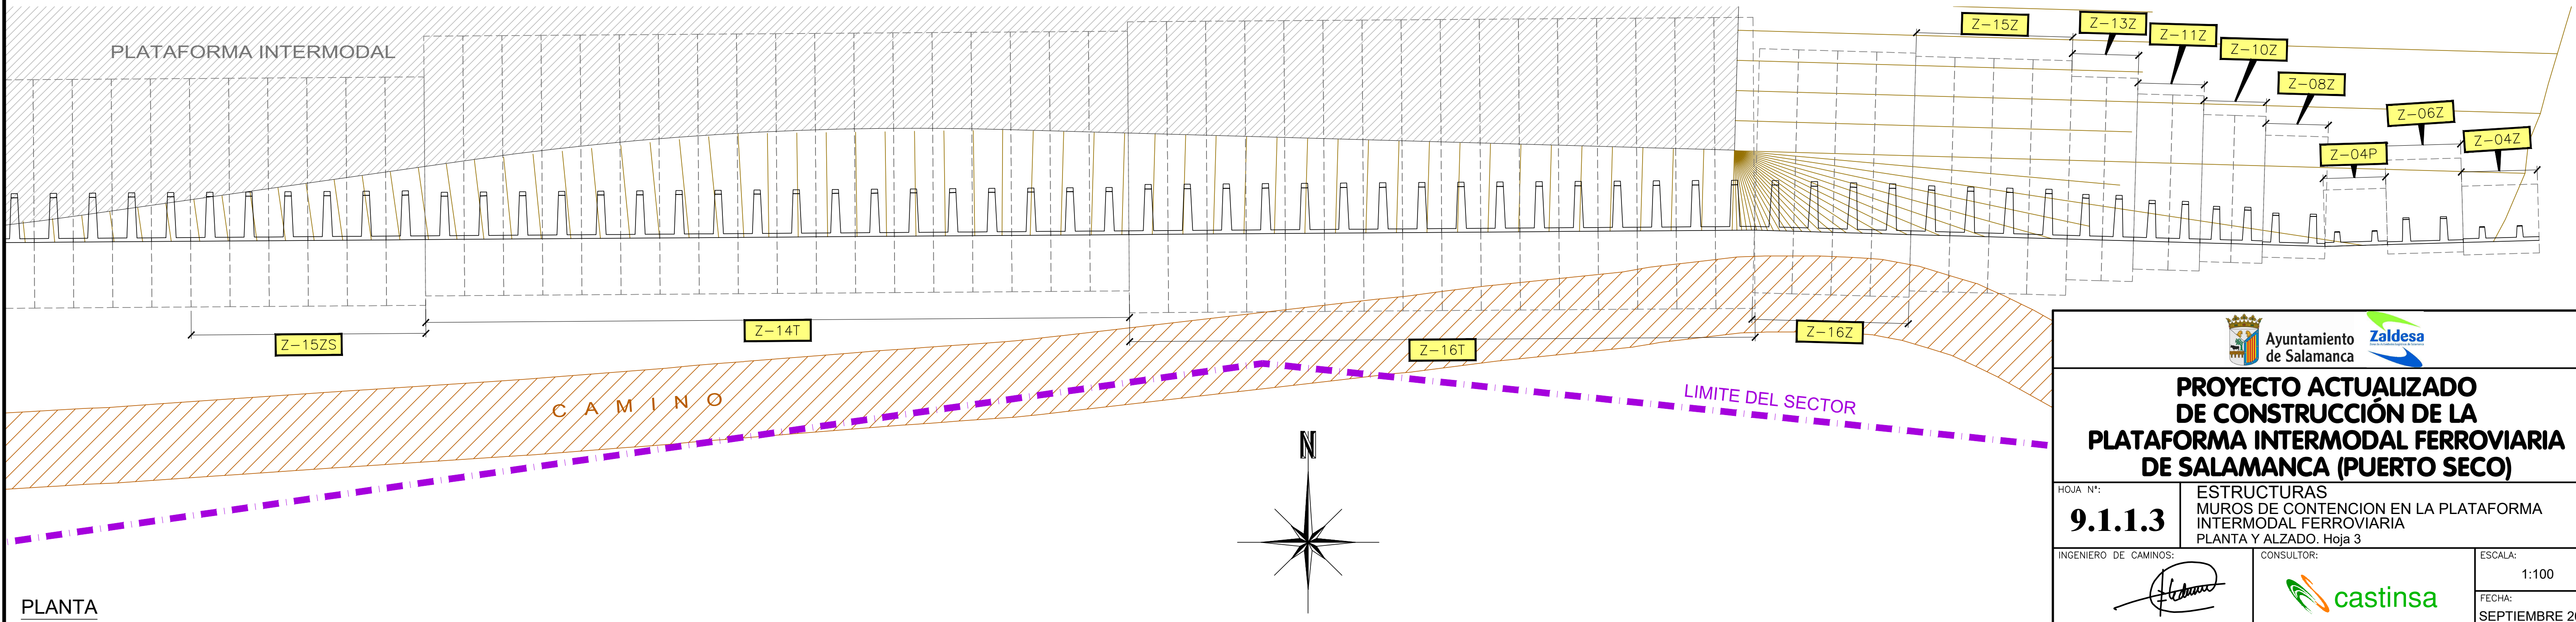 PLATAFORMA INTERMODAL
Z-15Z
Z-13Z
Z-11Z
Z-10Z
Z-08Z
Z-06Z
Z-04Z
Z-04P
Z-15ZS
Z-14T
Z-16T
Z-16Z
CAMINO
LIMITE DEL SECTOR
N
PLANTA
Ayuntamiento
de Salamanca
Zaldesa
PROYECTO ACTUALIZADO
DE CONSTRUCCIÓN DE LA
PLATAFORMA INTERMODAL FERROVIARIA
DE SALAMANCA (PUERTO SECO)
HOJA Nº:
9.1.1.3
ESTRUCTURAS
MUROS DE CONTENCION EN LA PLATAFORMA
INTERMODAL FERROVIARIA
PLANTA Y ALZADO. Hoja 3
INGENIERO DE CAMINOS:
CONSULTOR:
castinsa
ESCALA:
1:100
FECHA:
SEPTIEMBRE